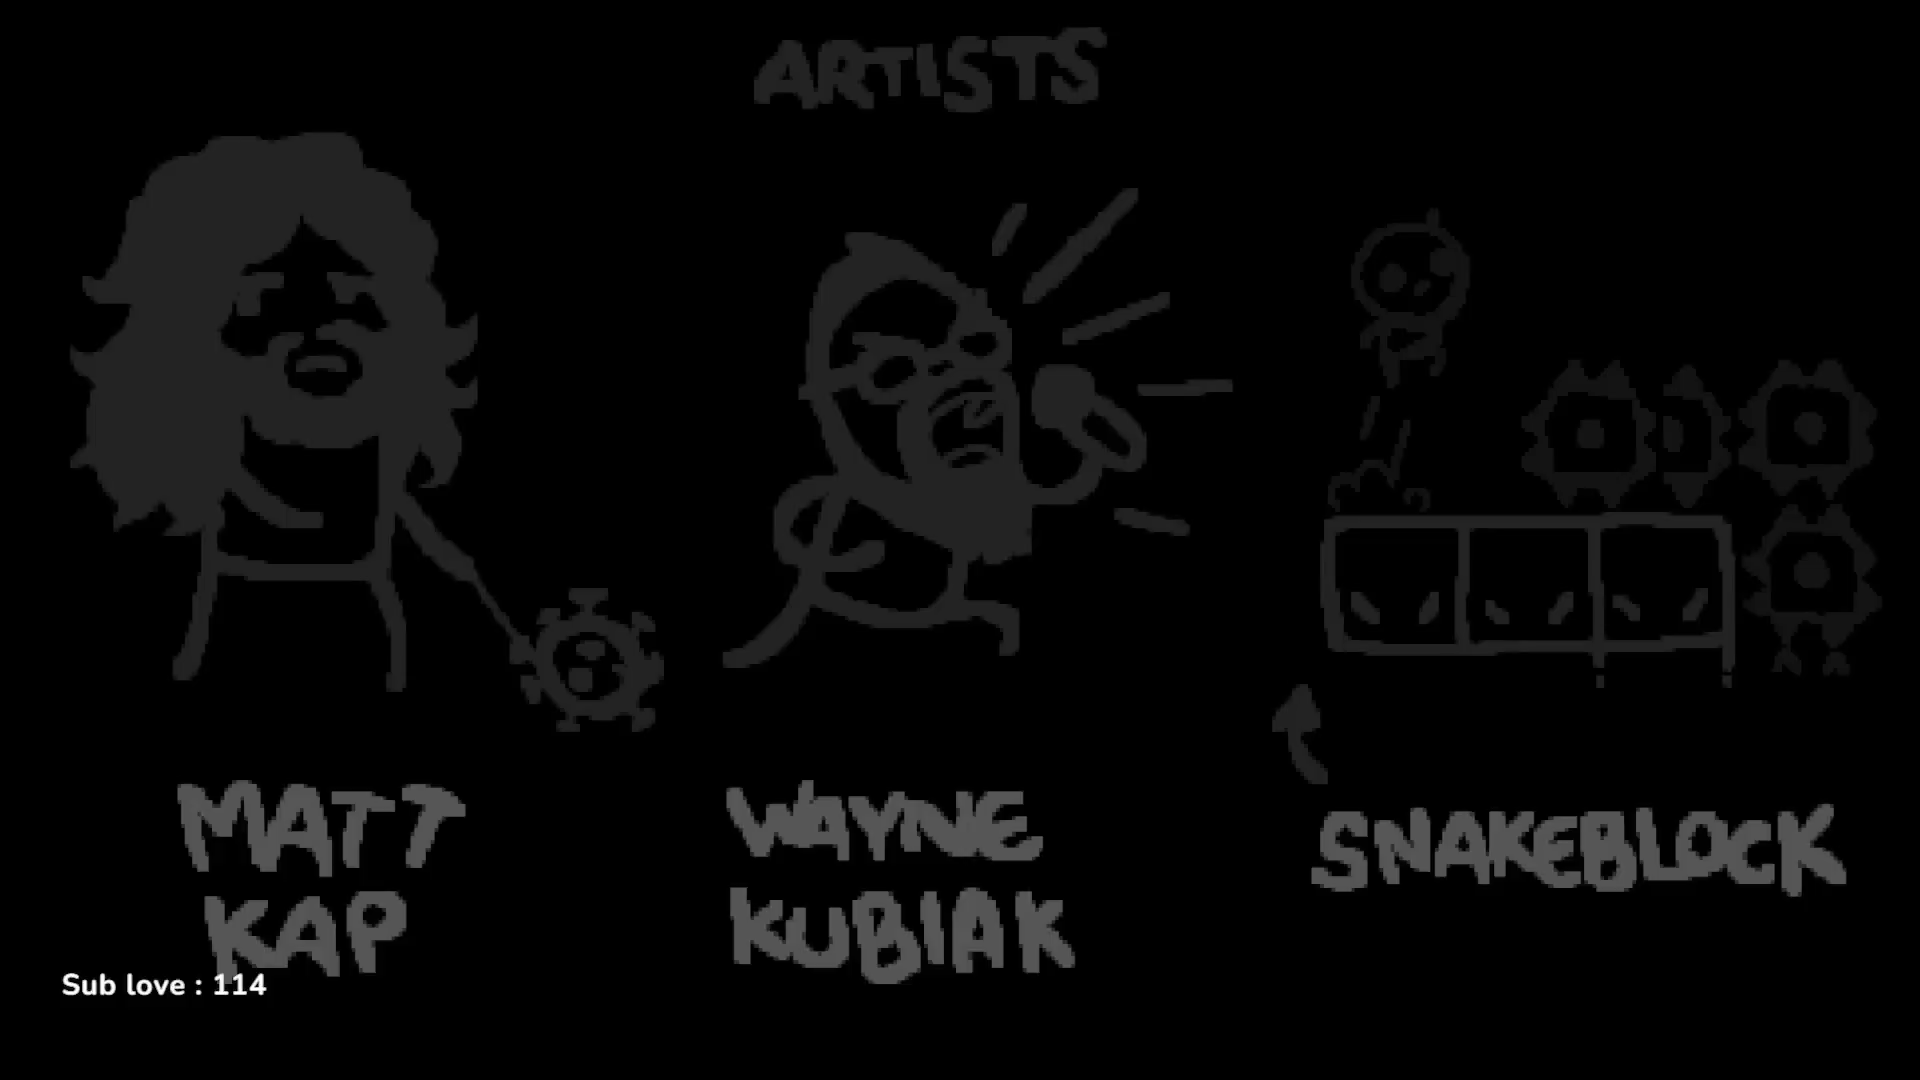 ARTISTS
MATT
KAP
WAYNE
KUBIAK
SNAKEBLOCK
Sub love : 114